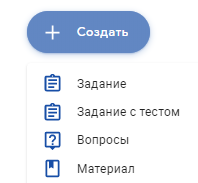 Создать
Задание
Задание с тестом
Вопросы
Материал